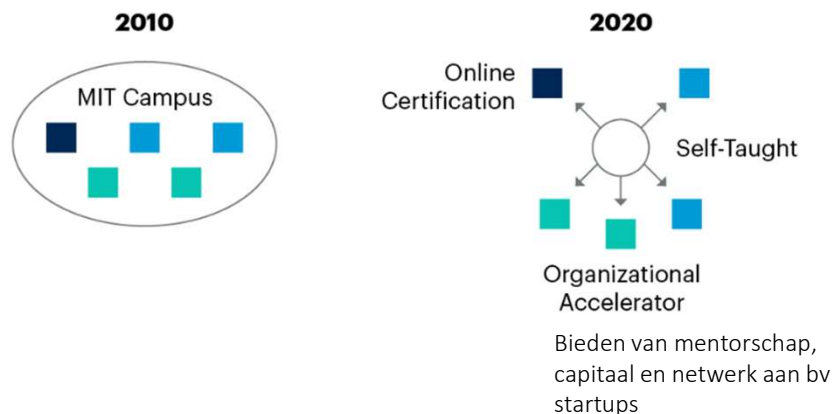 2010
MIT Campus
2020
Online
Certification
Self-Taught
Organizational
Accelerator
Bieden van mentorschap,
capitaal en netwerk aan bv
startups